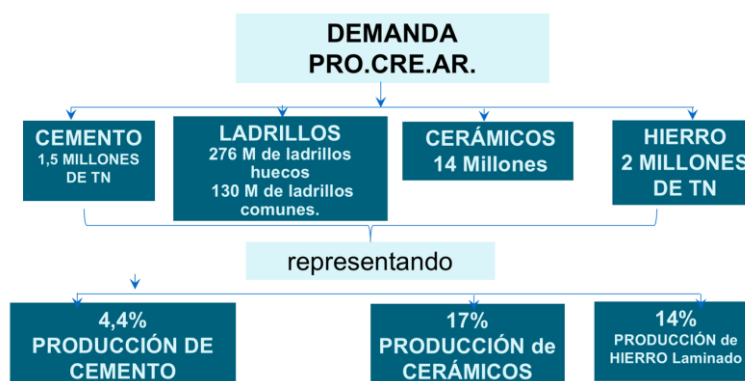 DEMANDA
PRO.CRE.AR.
CEMENTO
1,5 MILLONES
DE TN
LADRILLOS
276 M de ladrillos
huecos
130 M de ladrillos
comunes.
CERÁMICOS
14 Millones
HIERRO
2 MILLONES
DE TN
representando
4,4%
PRODUCCIÓN DE
CEMENTO
17%
PRODUCCIÓN de
CERÁMICOS
14%
PRODUCCIÓN de
HIERRO Laminado